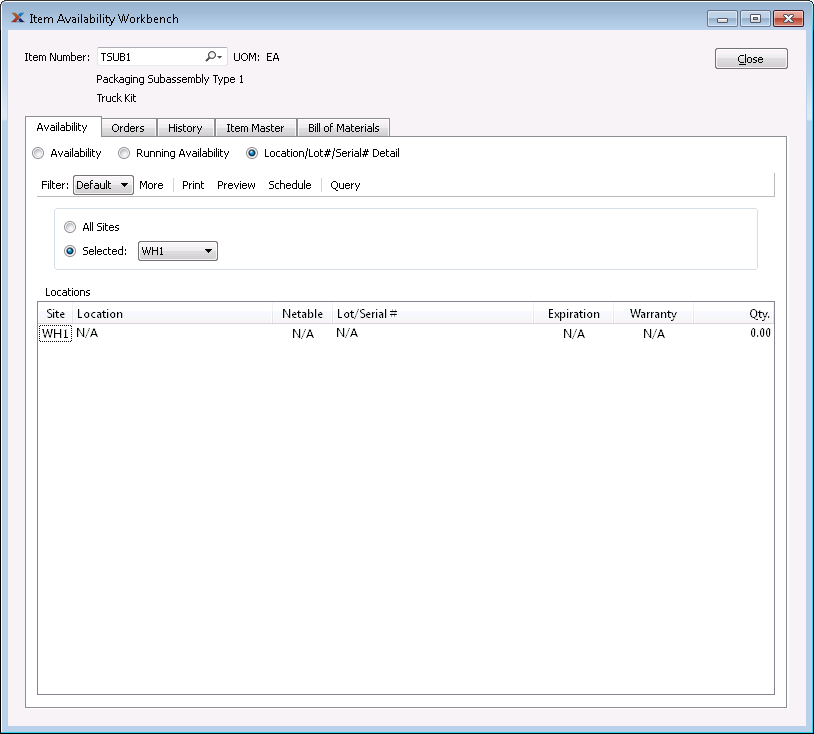 Item Availability Workbench
Item Number: TSUB1 UOM: EA
Close
Packaging Subassembly Type 1
Truck Kit
Availability Orders History Item Master Bill of Materials
Availability Running Availability Location/Lot#/Serial# Detail
Filter: Default More Print Preview Schedule Query
All Sites
Selected: WH1
Locations
Site Location Netable Lot/Serial # Expiration Warranty Qty.
WH1 N/A N/A N/A N/A N/A 0.00